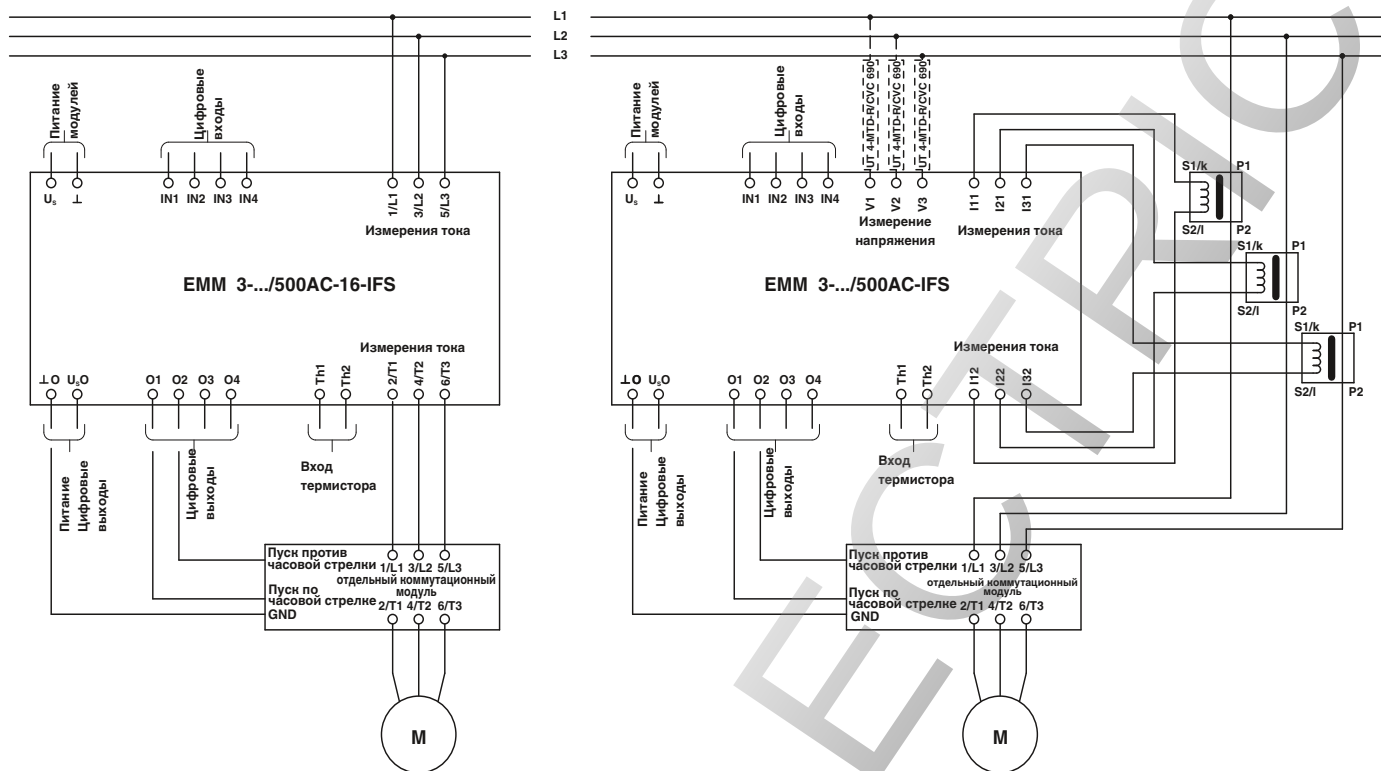 L1
L2
L3
Питание
модулей
Цифровые
входы
Us
⊥
IN1 IN2 IN3 IN4
1/L1
3/L2
5/L3
Измерения тока
EMM 3-.../500AC-16-IFS
Измерения тока
⊥O UsO
O1 O2 O3 O4
Th1
Th2
2/T1
4/T2
6/T3
Питание
Цифровые
выходы
Цифровые
выходы
Вход
термистора
Пуск против
часовой стрелки
1/L1 3/L2 5/L3
отдельный коммутационный
модуль
Пуск по
часовой стрелке
2/T1 4/T2 6/T3
GND
M
Питание
модулей
Цифровые
входы
UT 4-MTD-R/CVC 690
UT 4-MTD-R/CVC 690
UT 4-MTD-R/CVC 690
Us
⊥
IN1 IN2 IN3 IN4
V1
V2
V3
Измерение
напряжения
I11
I21
I31
Измерения тока
S1/k P1
S2/l P2
S1/k P1
S2/l P2
S1/k P1
S2/l P2
EMM 3-.../500AC-IFS
Измерения тока
⊥O UsO
O1 O2 O3 O4
Th1
Th2
I12
I22
I32
Питание
Цифровые
выходы
Цифровые
выходы
Вход
термистора
Пуск против
часовой стрелки
1/L1 3/L2 5/L3
отдельный коммутационный
модуль
Пуск по
часовой стрелке
2/T1 4/T2 6/T3
GND
M
ECTRIC